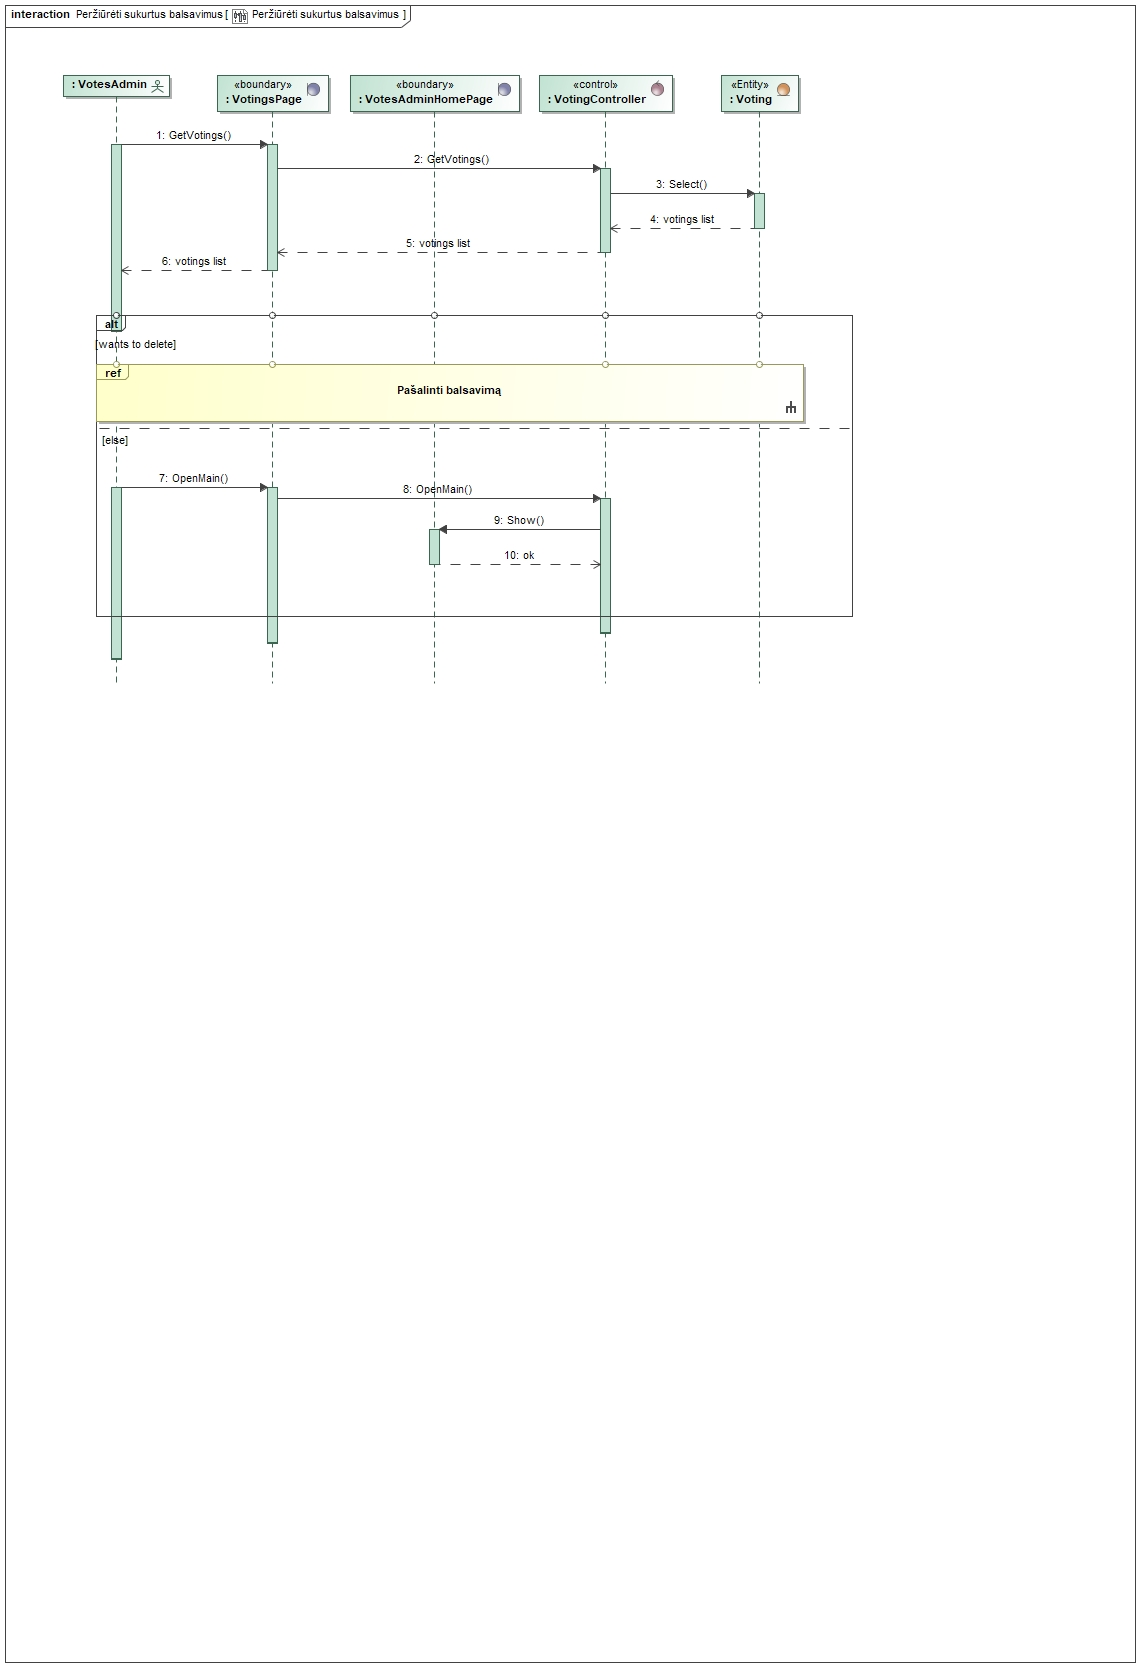 interaction Peržiūrėti sukurtus balsavimus [ Peržiūrėti sukurtus balsavimus ]
: VotesAdmin
«boundary»
: VotingsPage
«boundary»
: VotesAdminHomePage
«control»
: VotingController
«Entity»
: Voting
1: GetVotings()
2: GetVotings()
3: Select()
4: votings list
5: votings list
6: votings list
alt
[wants to delete]
ref
Pašalinti balsavimą
[else]
7: OpenMain()
8: OpenMain()
9: Show()
10: ok